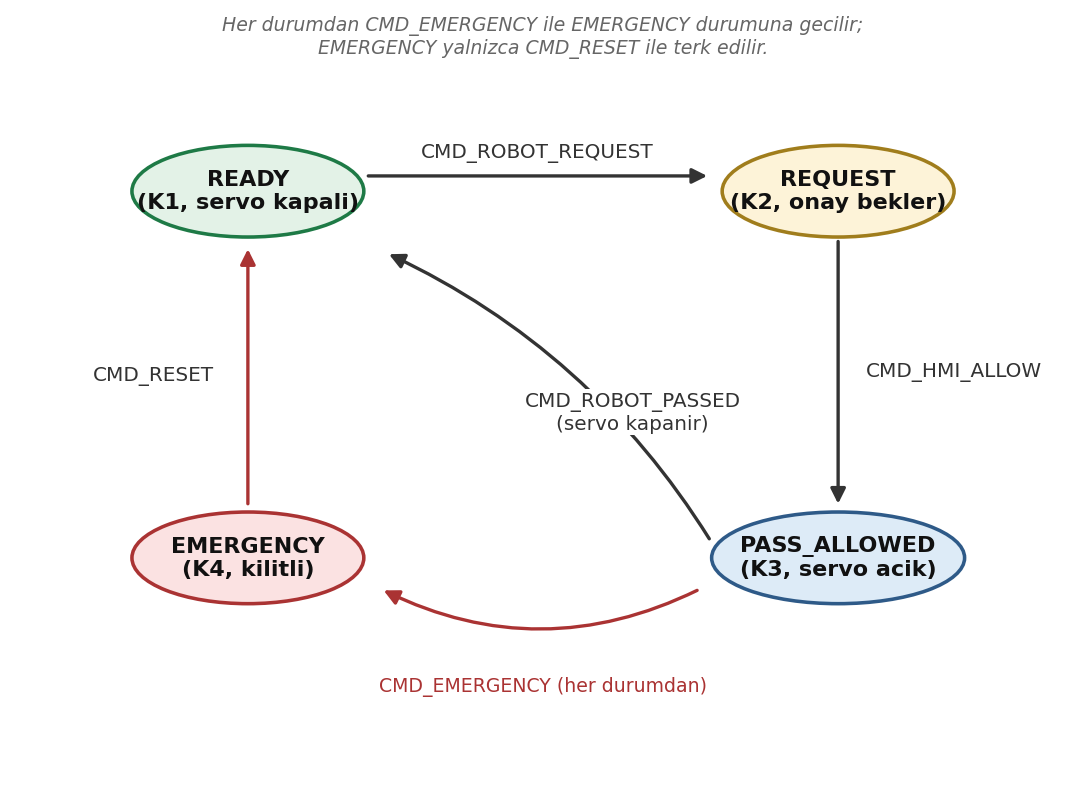 Her durumdan CMD_EMERGENCY ile EMERGENCY durumuna gecilir;
EMERGENCY yalnizca CMD_RESET ile terk edilir.
CMD_ROBOT_REQUEST
READY
(K1, servo kapali)
REQUEST
(K2, onay bekler)
CMD_RESET
CMD_HMI_ALLOW
CMD_ROBOT_PASSED
(servo kapanir)
EMERGENCY
(K4, kilitli)
PASS_ALLOWED
(K3, servo acik)
CMD_EMERGENCY (her durumdan)